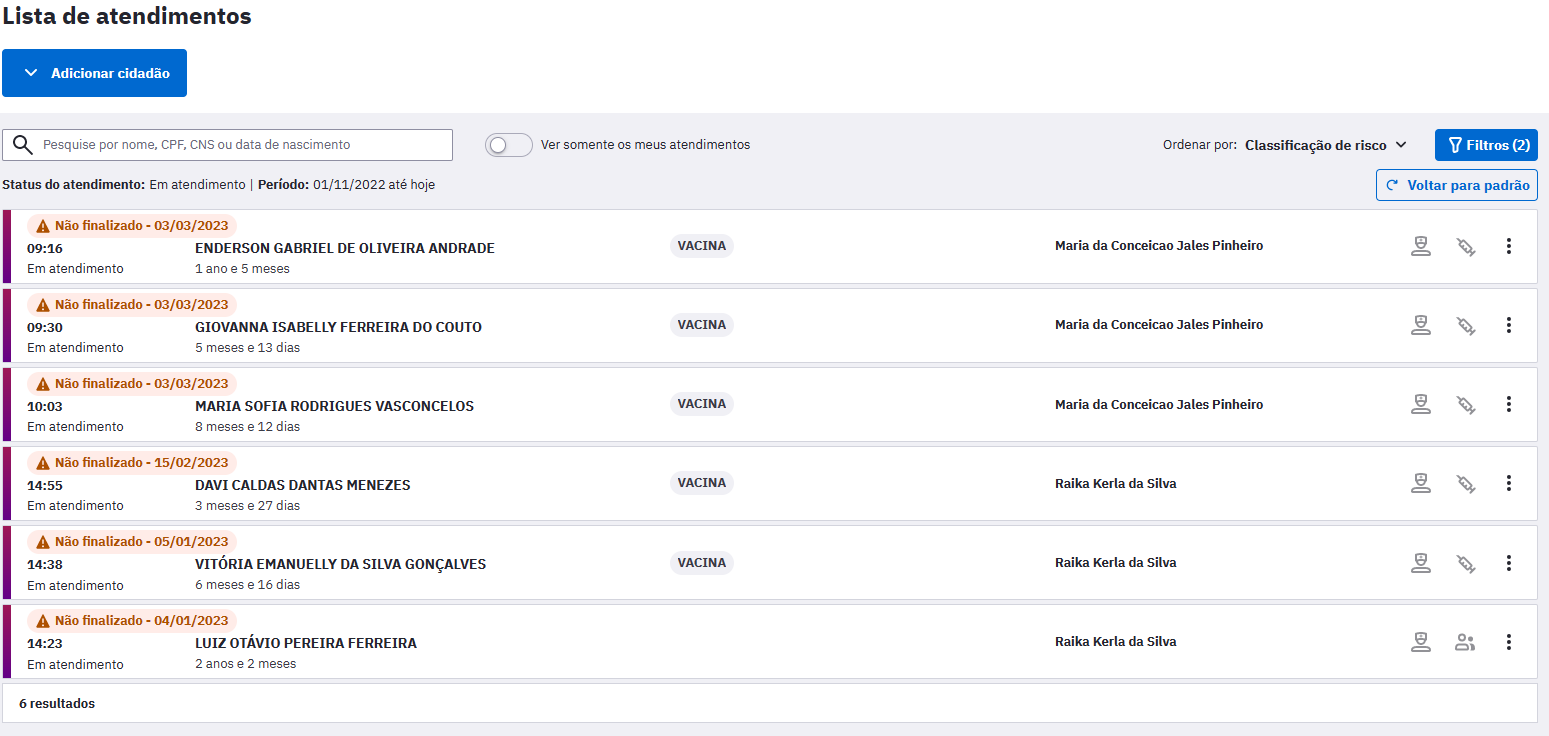 Lista de atendimentos
Adicionar cidadão
Pesquise por nome, CPF, CNS ou data de nascimento
Ver somente os meus atendimentos
Ordenar por: Classificação de risco
Filtros (2)
Status do atendimento: Em atendimento | Período: 01/11/2022 até hoje
Voltar para padrão
Não finalizado - 03/03/2023
09:16 ENDERSON GABRIEL DE OLIVEIRA ANDRADE VACINA Maria da Conceicao Jales Pinheiro
Em atendimento 1 ano e 5 meses
Não finalizado - 03/03/2023
09:30 GIOVANNA ISABELLY FERREIRA DO COUTO VACINA Maria da Conceicao Jales Pinheiro
Em atendimento 5 meses e 13 dias
Não finalizado - 03/03/2023
10:03 MARIA SOFIA RODRIGUES VASCONCELOS VACINA Maria da Conceicao Jales Pinheiro
Em atendimento 8 meses e 12 dias
Não finalizado - 15/02/2023
14:55 DAVI CALDAS DANTAS MENEZES VACINA Raika Kerla da Silva
Em atendimento 3 meses e 27 dias
Não finalizado - 05/01/2023
14:38 VITÓRIA EMANUELLY DA SILVA GONÇALVES VACINA Raika Kerla da Silva
Em atendimento 6 meses e 16 dias
Não finalizado - 04/01/2023
14:23 LUIZ OTÁVIO PEREIRA FERREIRA Raika Kerla da Silva
Em atendimento 2 anos e 2 meses
6 resultados